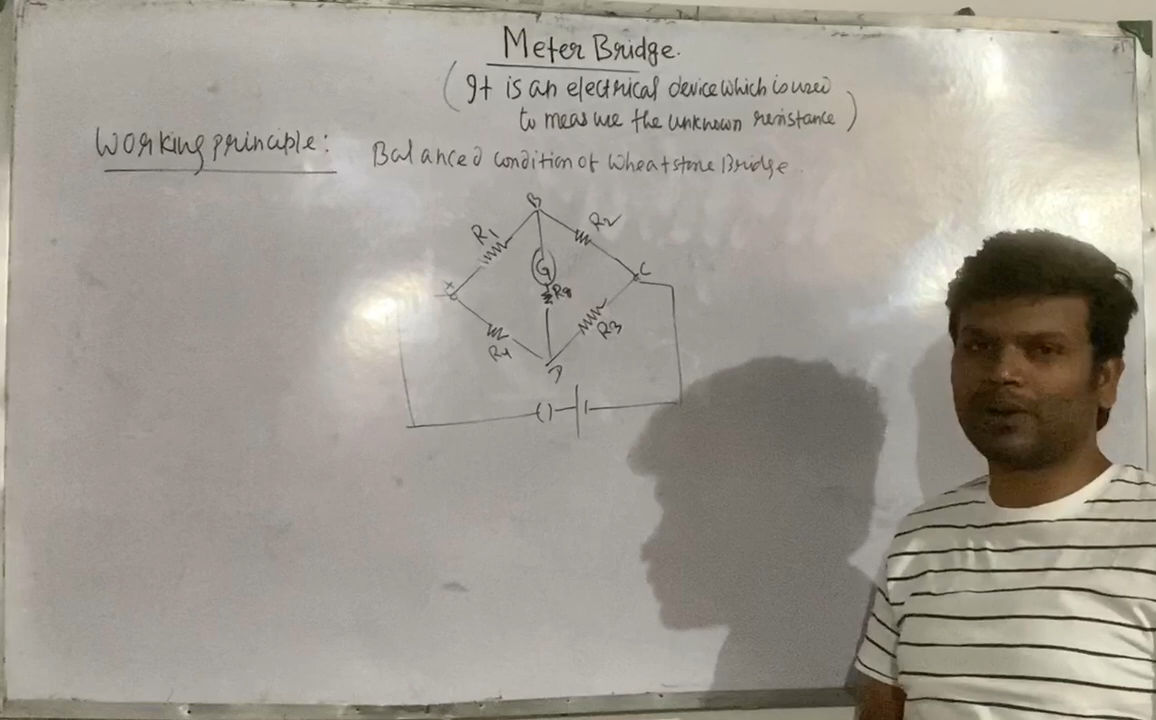 Meter Bridge.
(It is an electrical device which is used
to measure the unknown resistance)
Working principle: Balanced condition of Wheatstone Bridge.
B
R1 R2
G
C
Rg
R4 R3
D